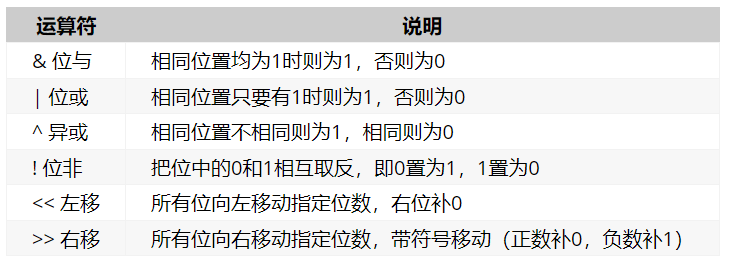 运算符 说明
& 位与 相同位置均为1时则为1，否则为0
| 位或 相同位置只要有1时则为1，否则为0
^ 异或 相同位置不相同则为1，相同则为0
! 位非 把位中的0和1相互取反，即0置为1，1置为0
<< 左移 所有位向左移动指定位数，右位补0
>> 右移 所有位向右移动指定位数，带符号移动（正数补0，负数补1）